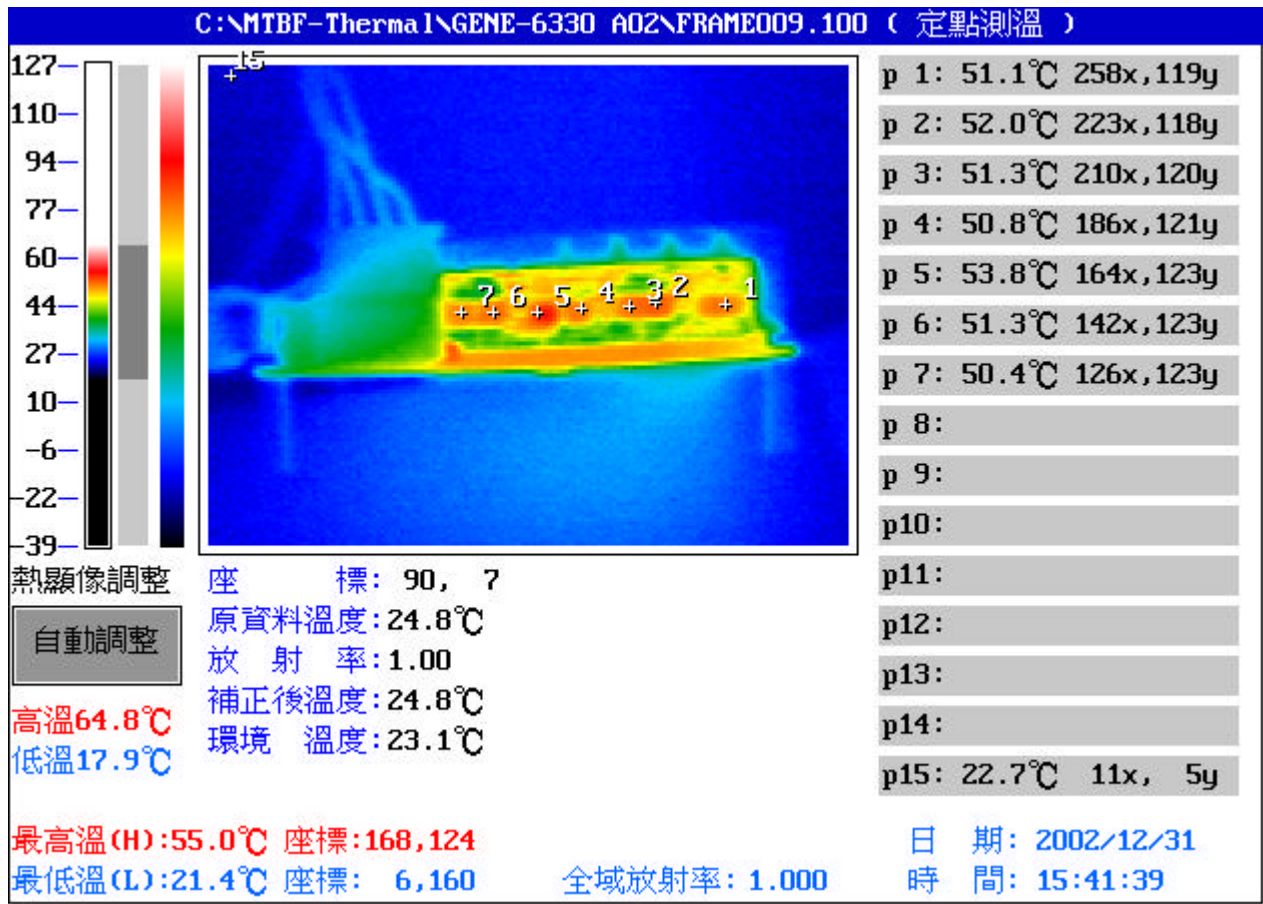 C:\MTBF-Thermal\GENE-6330 A02\FRAME009.100 ( 定點測溫 )
127
110
94
77
60
44
27
10
-6
-22
-39
15
7 6 5 4 3 2 1
p 1: 51.1℃ 258x,119y
p 2: 52.0℃ 223x,118y
p 3: 51.3℃ 210x,120y
p 4: 50.8℃ 186x,121y
p 5: 53.8℃ 164x,123y
p 6: 51.3℃ 142x,123y
p 7: 50.4℃ 126x,123y
p 8:
p 9:
p10:
p11:
p12:
p13:
p14:
p15: 22.7℃ 11x, 5y
熱顯像調整
自動調整
高溫64.8℃
低溫17.9℃
座 標: 90, 7
原資料溫度:24.8℃
放 射 率:1.00
補正後溫度:24.8℃
環境 溫度:23.1℃
最高溫(H):55.0℃ 座標:168,124
最低溫(L):21.4℃ 座標: 6,160
全域放射率: 1.000
日 期: 2002/12/31
時 間: 15:41:39